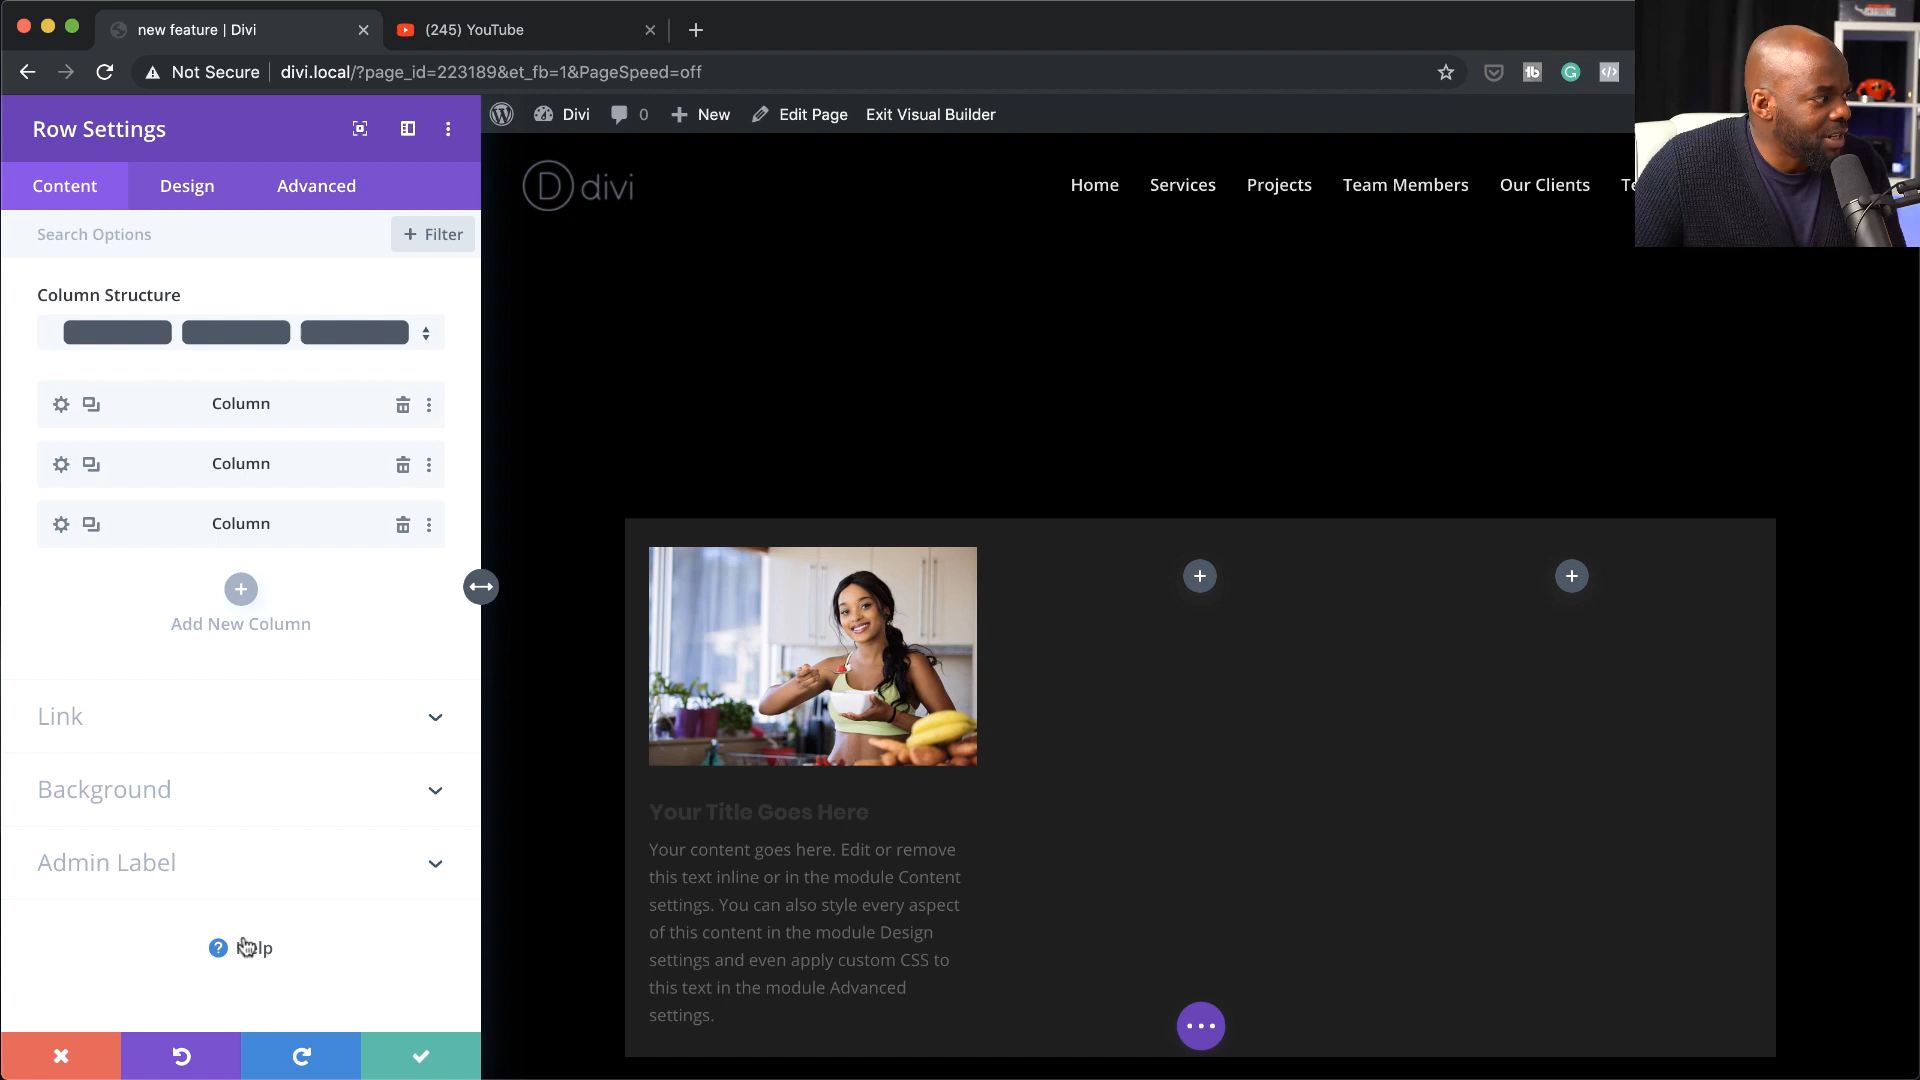 new feature | Divi
(245) YouTube
Not Secure
divi.local/?page_id=223189&et_fb=1&PageSpeed=off
Row Settings
Divi
0
New
Edit Page
Exit Visual Builder
Content
Design
Advanced
D divi
Home
Services
Projects
Team Members
Our Clients
Search Options
+ Filter
Column Structure
Column
Column
Column
Add New Column
Link
Background
Admin Label
Your Title Goes Here
Your content goes here. Edit or remove
this text inline or in the module Content
settings. You can also style every aspect
of this content in the module Design
settings and even apply custom CSS to
this text in the module Advanced
settings.